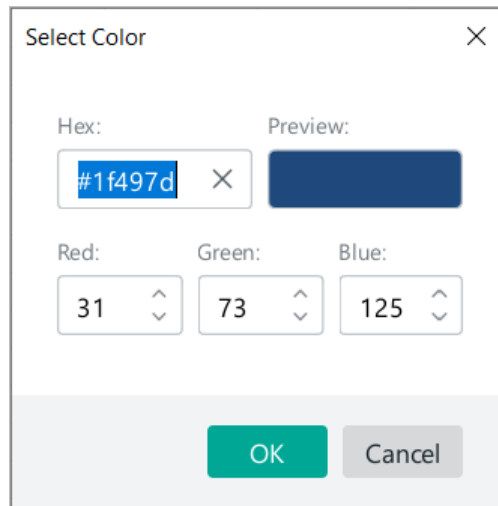 Select Color
Hex: Preview:
#1f497d
Red: Green: Blue:
31 73 125
OK Cancel